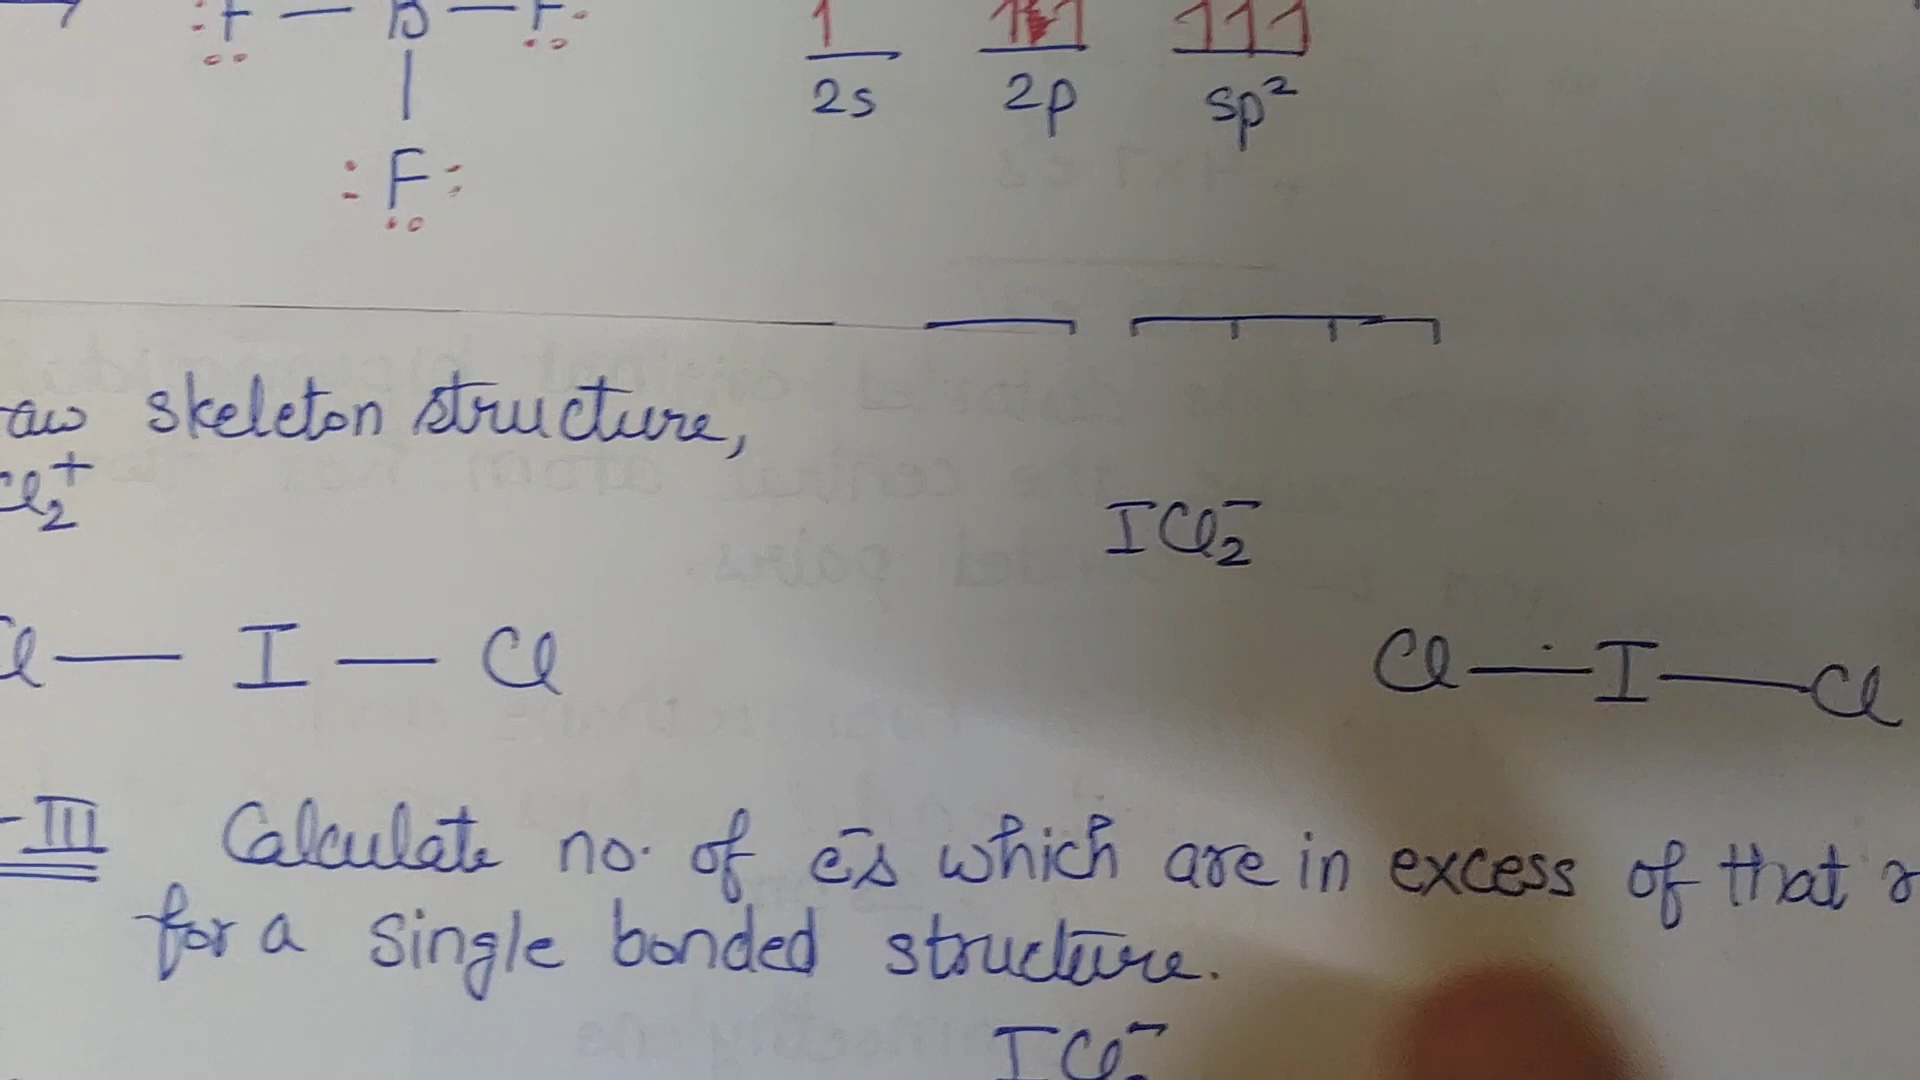 :F — B — F:
2s 2p sp²
:F:
skeleton structure,
Cl₂⁺
ICl₂⁻
Cl — I — Cl
Cl — I — Cl
-III Calculate no. of e⁻s which are in excess of that
for a single bonded structure.
ICl₂⁻